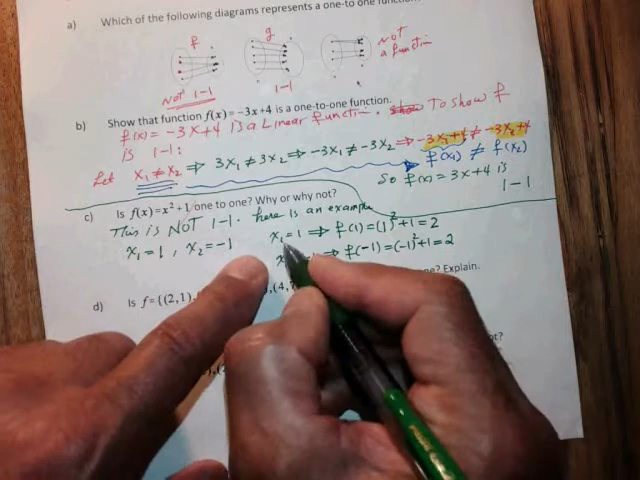 a) Which of the following diagrams represents a one-to one function
f
g
Not 1-1
1-1
not a function
b) Show that function f(x) = -3x+4 is a one-to-one function.
f(x) = -3x+4 is a Linear function. To show f
is 1-1:
Let x₁ ≠ x₂ ⇒ 3x₁ ≠ 3x₂ ⇒ -3x₁ ≠ -3x₂ ⇒ -3x₁+4 ≠ -3x₂+4
f(x₁) ≠ f(x₂)
So f(x) = 3x+4 is
1-1
c) Is f(x) = x²+1 one to one? Why or why not?
This is NOT 1-1. here is an example
x₁=1, x₂=-1
x₁=1 ⇒ f(1)=(1)²+1=2
⇒ f(-1)=(-1)²+1=2
d) Is f={(2,1), (4,
one? Explain.